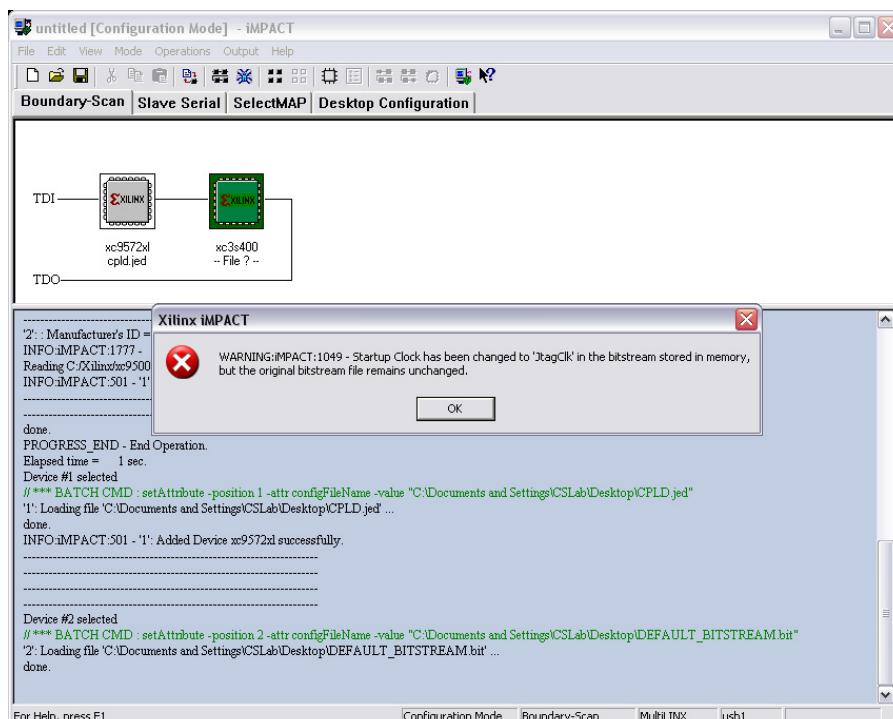 untitled [Configuration Mode] - iMPACT
File Edit View Mode Operations Output Help
Boundary-Scan Slave Serial SelectMAP Desktop Configuration
TDI
XILINX XILINX
xc9572xl xc3s400
cpld.jed -- File ? --
TDO
'2': : Manufacturer's ID =
INFO:iMPACT:1777 -
Reading C:/Xilinx/xc9500
INFO:iMPACT:501 - '1'
Xilinx iMPACT
WARNING:iMPACT:1049 - Startup Clock has been changed to 'JtagClk' in the bitstream stored in memory,
but the original bitstream file remains unchanged.
OK
done.
PROGRESS_END - End Operation.
Elapsed time = 1 sec.
Device #1 selected
// *** BATCH CMD : setAttribute -position 1 -attr configFileName -value "C:\Documents and Settings\CSLab\Desktop\CPLD.jed"
'1': Loading file 'C:\Documents and Settings\CSLab\Desktop\CPLD.jed' ...
done.
INFO:iMPACT:501 - '1': Added Device xc9572xl successfully.
----------------------------------------------------------------------
----------------------------------------------------------------------
----------------------------------------------------------------------
----------------------------------------------------------------------
Device #2 selected
// *** BATCH CMD : setAttribute -position 2 -attr configFileName -value "C:\Documents and Settings\CSLab\Desktop\DEFAULT_BITSTREAM.bit"
'2': Loading file 'C:\Documents and Settings\CSLab\Desktop\DEFAULT_BITSTREAM.bit' ...
done.
For Help, press F1 Configuration Mode Boundary-Scan MultiLINX usb1